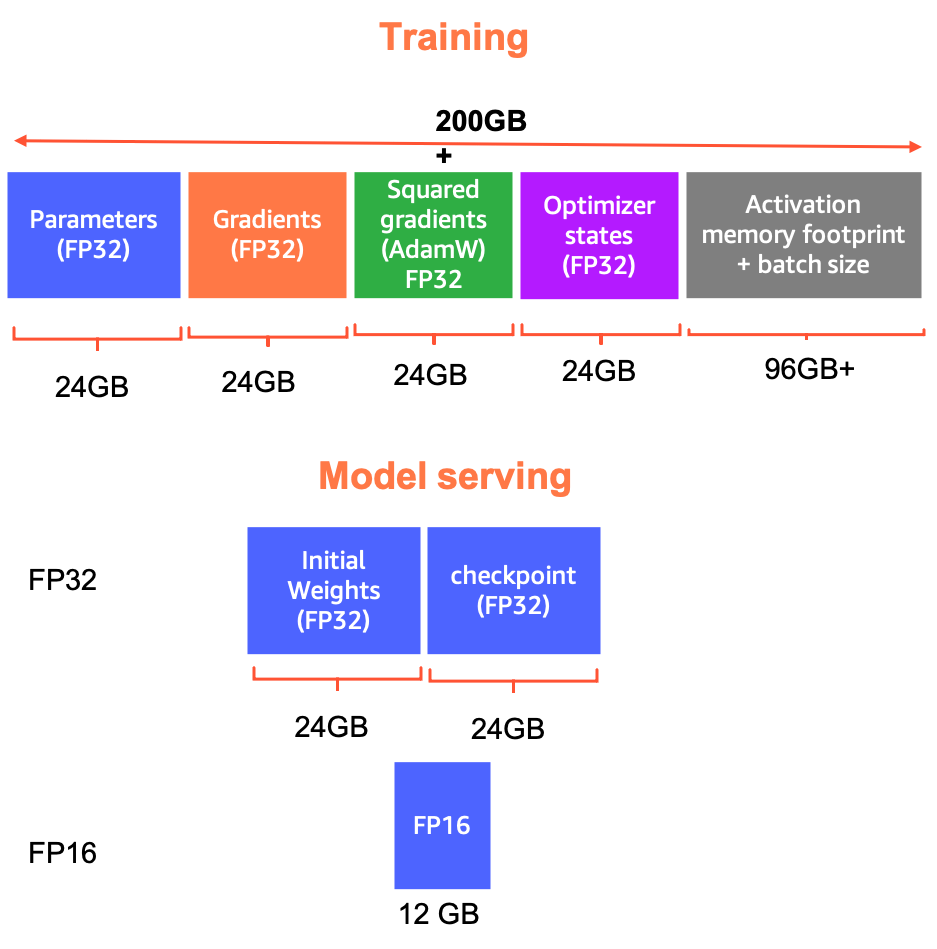 Training
200GB
+
Parameters
(FP32)
Gradients
(FP32)
Squared
gradients
(AdamW)
FP32
Optimizer
states
(FP32)
Activation
memory footprint
+ batch size
24GB
24GB
24GB
24GB
96GB+
Model serving
FP32
Initial
Weights
(FP32)
checkpoint
(FP32)
24GB
24GB
FP16
FP16
12 GB